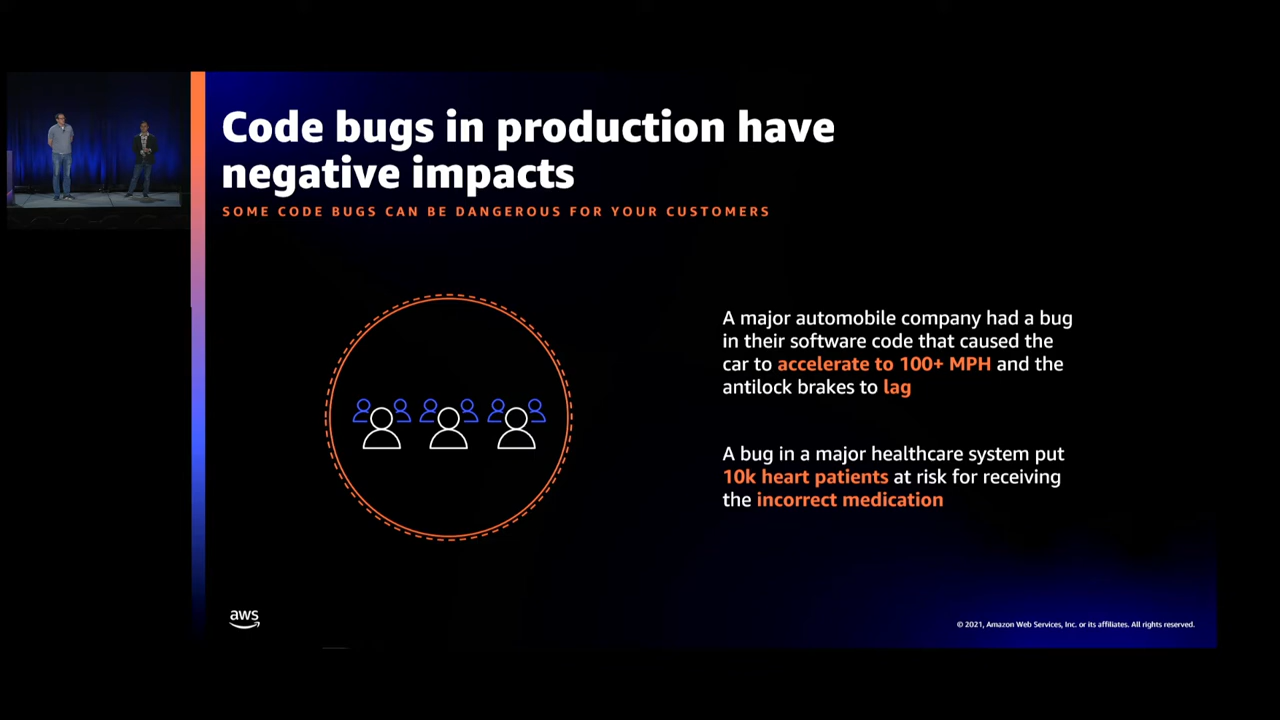 Code bugs in production have
negative impacts
SOME CODE BUGS CAN BE DANGEROUS FOR YOUR CUSTOMERS
A major automobile company had a bug
in their software code that caused the
car to accelerate to 100+ MPH and the
antilock brakes to lag
A bug in a major healthcare system put
10k heart patients at risk for receiving
the incorrect medication
aws
© 2021, Amazon Web Services, Inc. or its affiliates. All rights reserved.